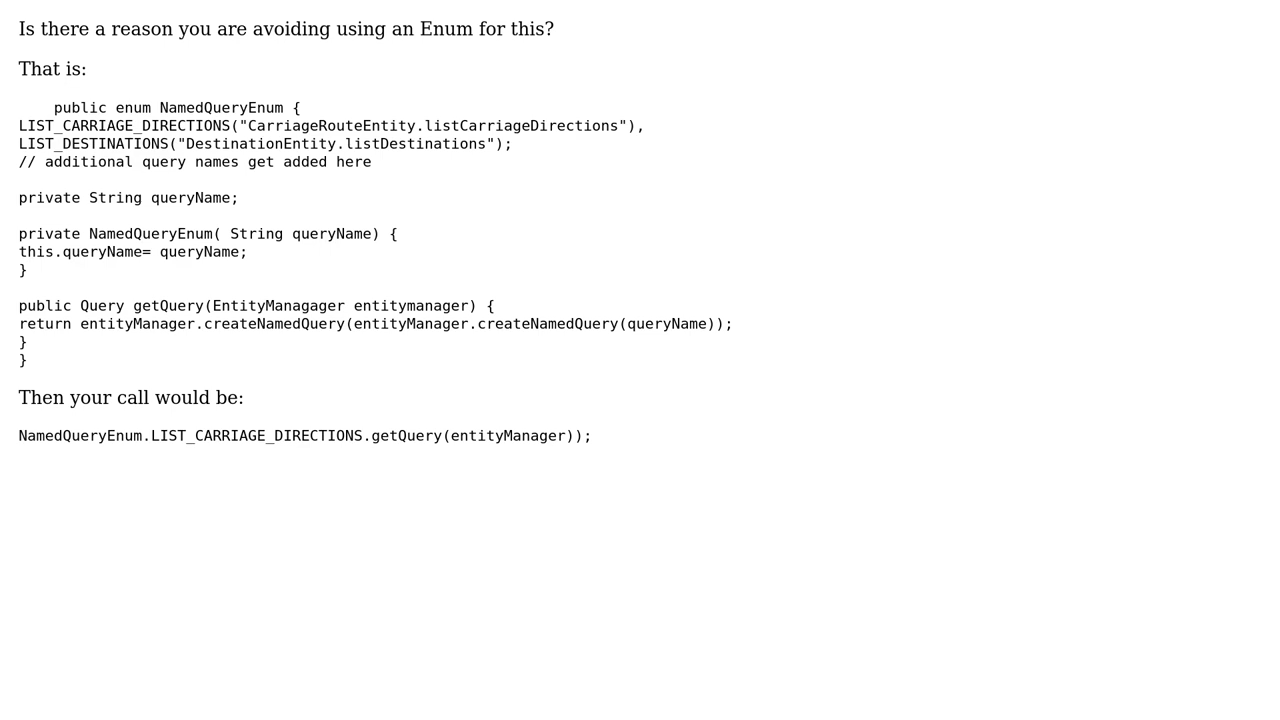 Is there a reason you are avoiding using an Enum for this?
That is:
public enum NamedQueryEnum {
LIST_CARRIAGE_DIRECTIONS("CarriageRouteEntity.listCarriageDirections"),
LIST_DESTINATIONS("DestinationEntity.listDestinations");
// additional query names get added here
private String queryName;
private NamedQueryEnum( String queryName) {
this.queryName= queryName;
}
public Query getQuery(EntityManagager entitymanager) {
return entityManager.createNamedQuery(entityManager.createNamedQuery(queryName));
}
}
Then your call would be:
NamedQueryEnum.LIST_CARRIAGE_DIRECTIONS.getQuery(entityManager));